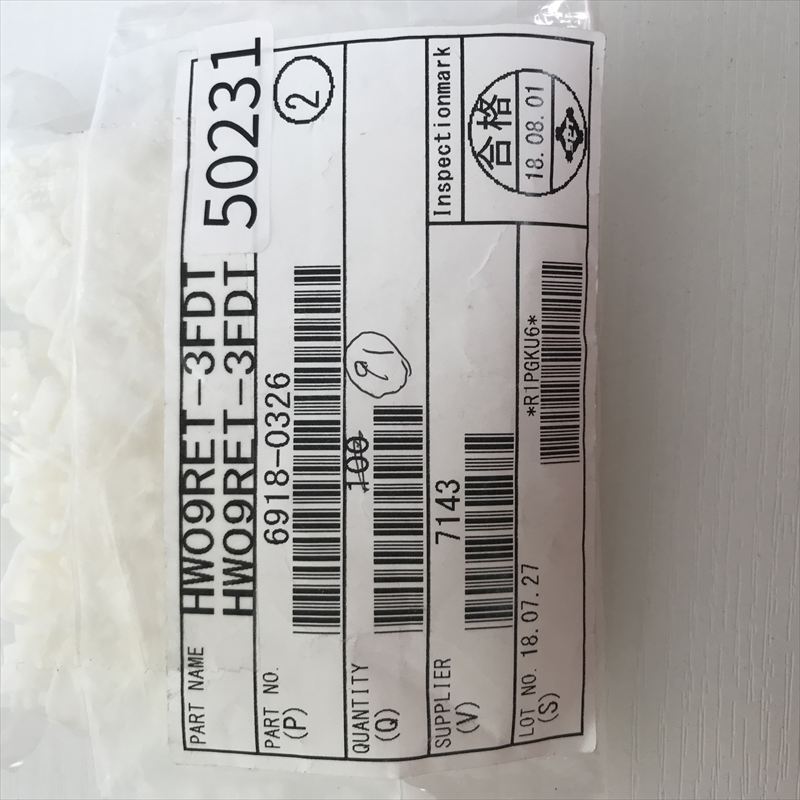 PART NAME HW09RET-3FDT
HW09RET-3FDT
50231
PART NO.
(P)
6918-0326
2
QUANTITY
(Q)
100
91
SUPPLIER
(V)
7143
Inspectionmark
合格
18.08.01
LOT NO. 18.07.27
(S)
*R1PGKU6*